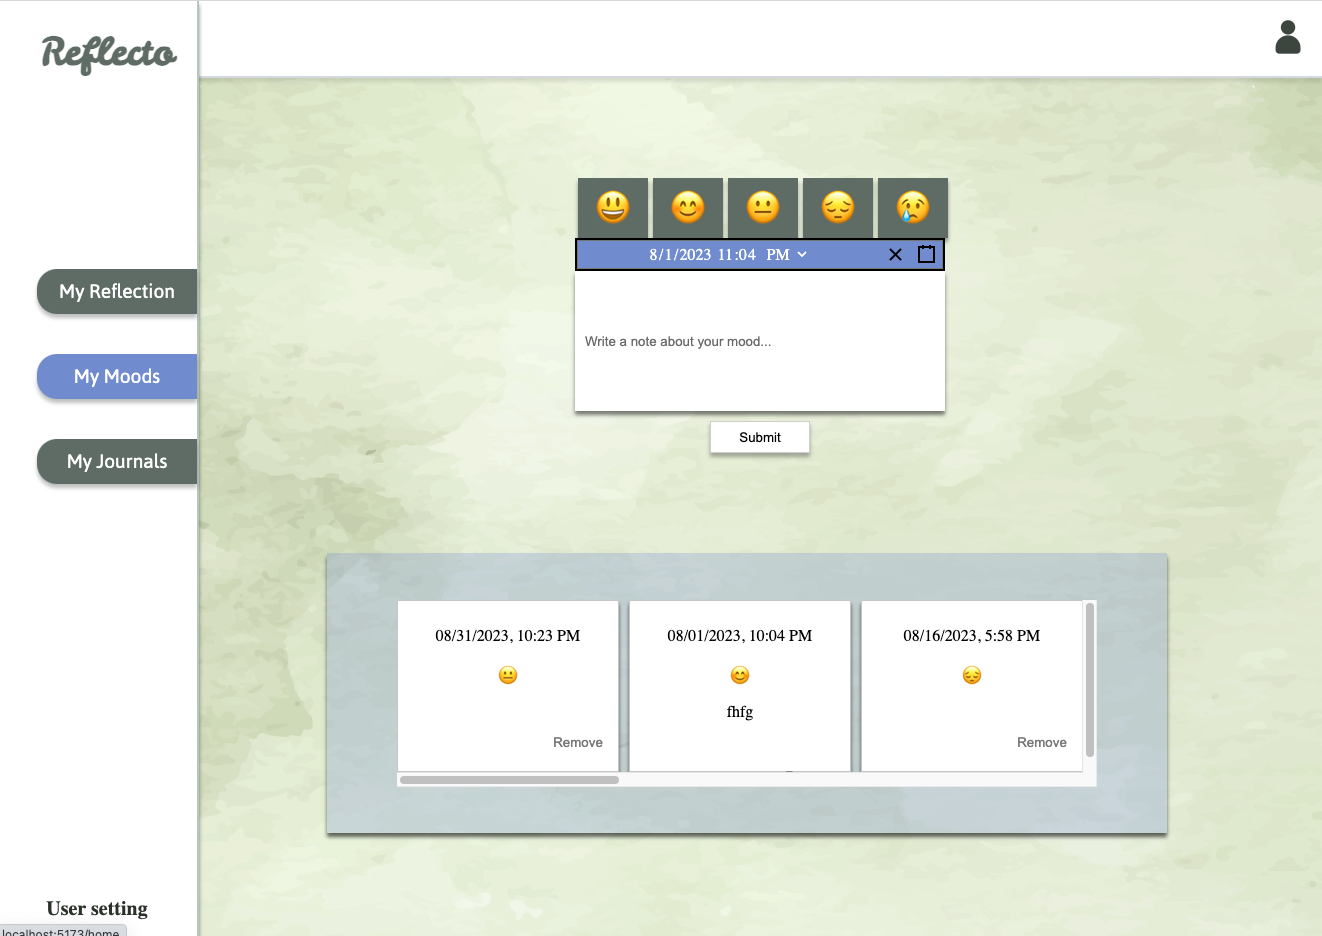 Reflecto
My Reflection
My Moods
My Journals
User setting
localhost:5173/home
😃 😊 😐 😔 😢
8/1/2023 11:04 PM
Write a note about your mood...
Submit
08/31/2023, 10:23 PM
😐
Remove
08/01/2023, 10:04 PM
😊
fhfg
08/16/2023, 5:58 PM
😔
Remove